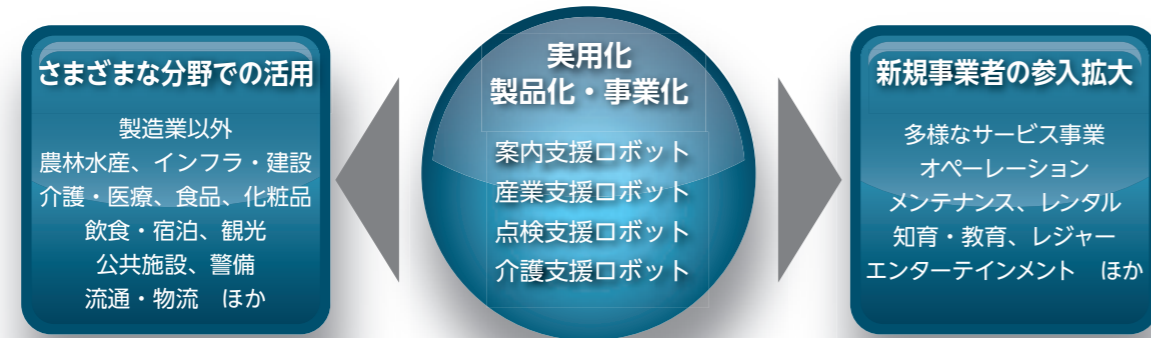 さまざまな分野での活用
製造業以外
農林水産、インフラ・建設
介護・医療、食品、化粧品
飲食・宿泊、観光
公共施設、警備
流通・物流　ほか
実用化
製品化・事業化
案内支援ロボット
産業支援ロボット
点検支援ロボット
介護支援ロボット
新規事業者の参入拡大
多様なサービス事業
オペレーション
メンテナンス、レンタル
知育・教育、レジャー
エンターテインメント　ほか